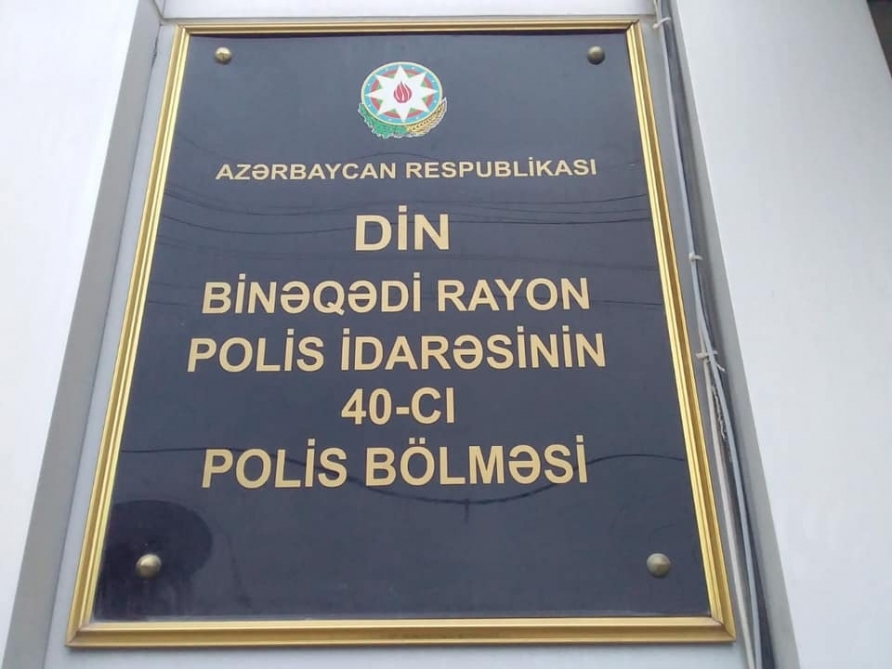 AZƏRBAYCAN RESPUBLİKASI
DİN
BİNƏQƏDİ RAYON
POLİS İDARƏSİNİN
40-CI
POLİS BÖLMƏSİ